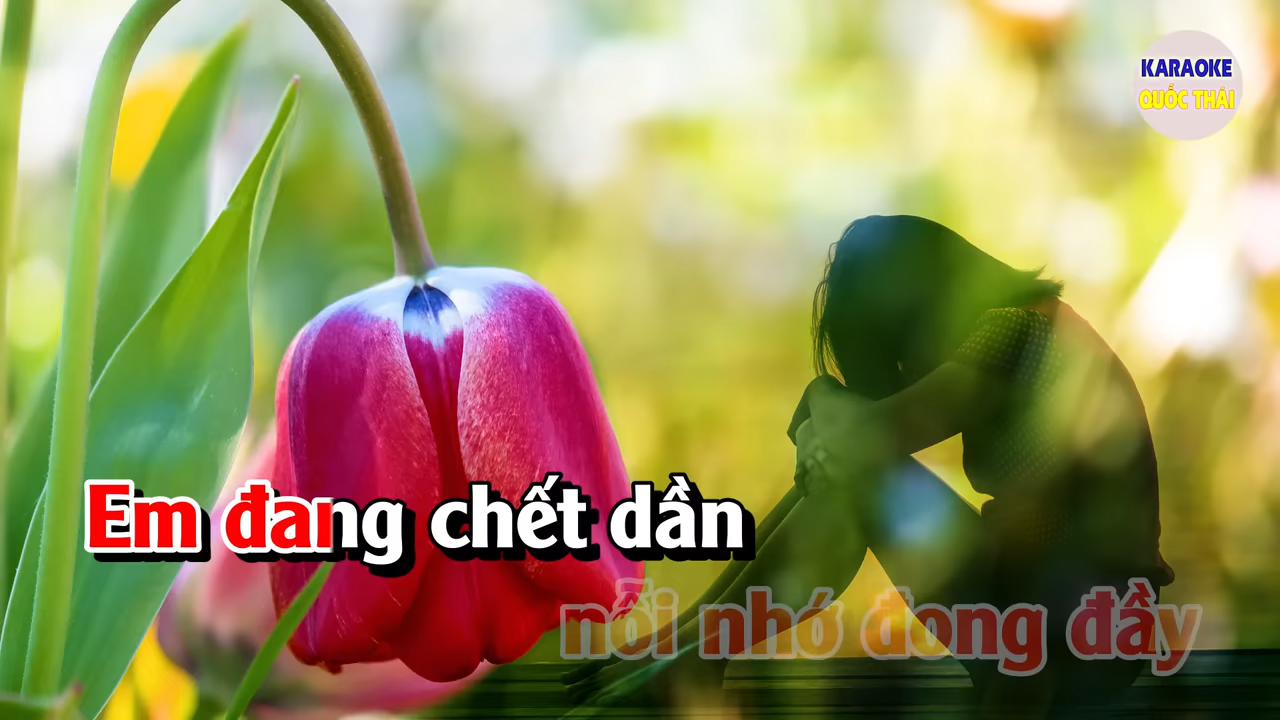 KARAOKE
QUỐC THÁI
Em đang chết dần
nỗi nhớ đong đầy